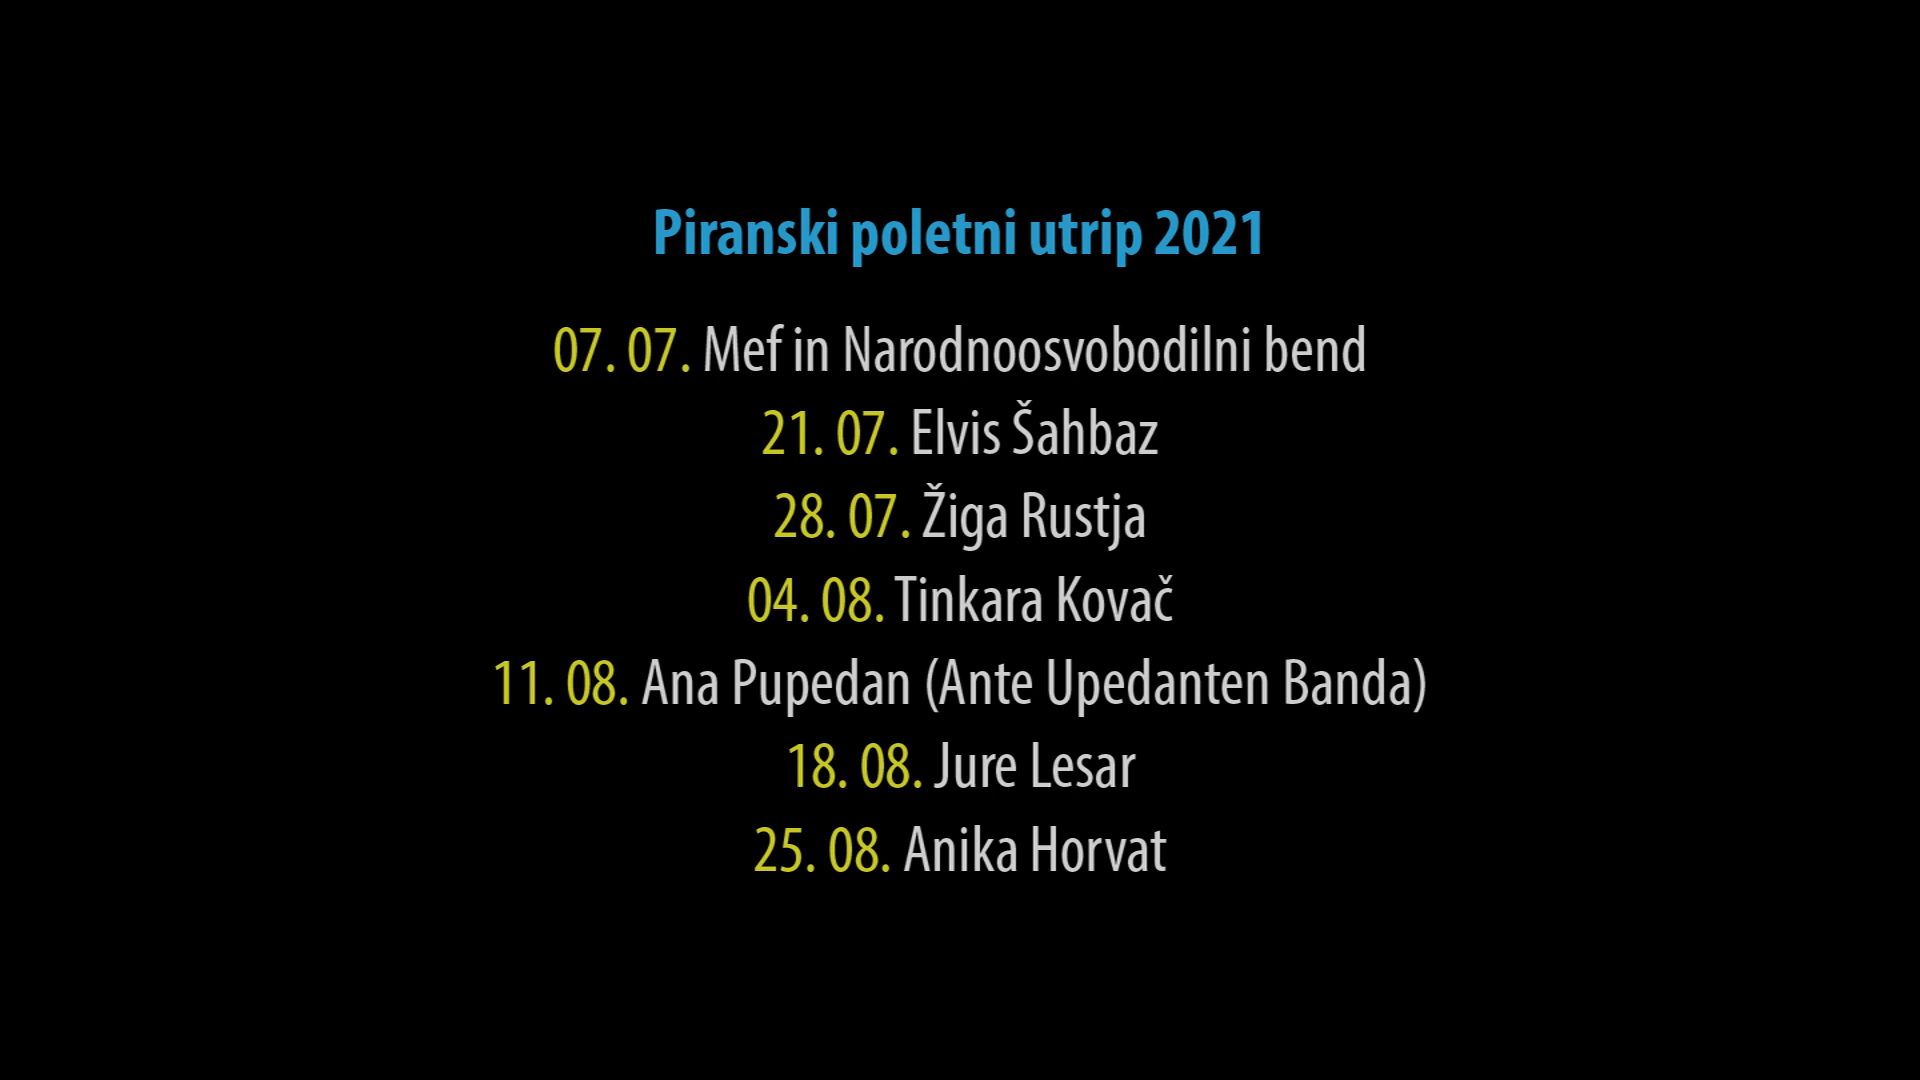 Piranski poletni utrip 2021
07. 07. Mef in Narodnoosvobodilni bend
21. 07. Elvis Šahbaz
28. 07. Žiga Rustja
04. 08. Tinkara Kovač
11. 08. Ana Pupedan (Ante Upedanten Banda)
18. 08. Jure Lesar
25. 08. Anika Horvat